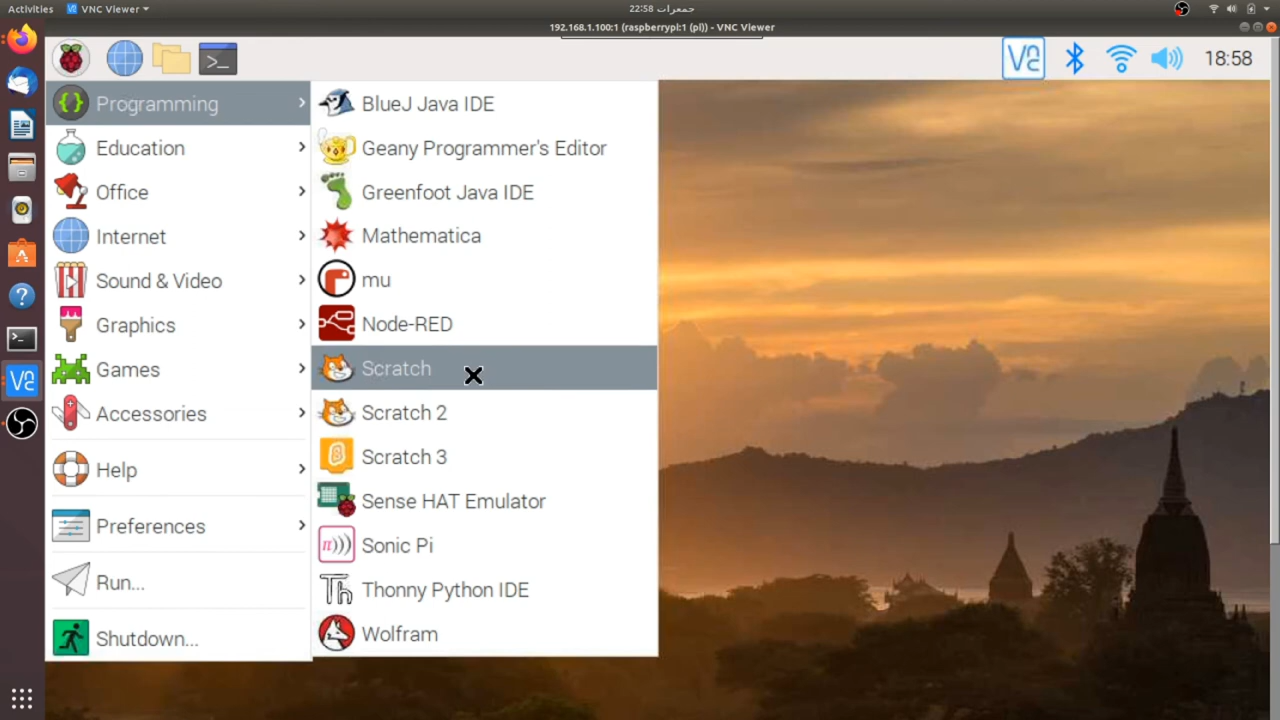 Activities
VNC Viewer
جمعرات 22:58
192.168.1.100:1 (raspberrypi:1 (pi)) - VNC Viewer
18:58
Programming
Education
Office
Internet
Sound & Video
Graphics
Games
Accessories
Help
Preferences
Run...
Shutdown...
BlueJ Java IDE
Geany Programmer's Editor
Greenfoot Java IDE
Mathematica
mu
Node-RED
Scratch
Scratch 2
Scratch 3
Sense HAT Emulator
Sonic Pi
Thonny Python IDE
Wolfram